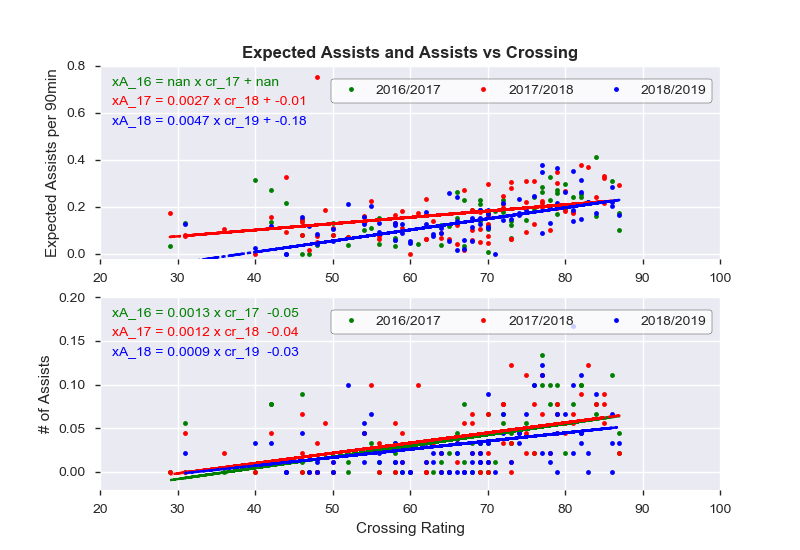 Expected Assists and Assists vs Crossing
Expected Assists per 90min
0.8
0.6
0.4
0.2
0.0
xA_16 = nan x cr_17 + nan
xA_17 = 0.0027 x cr_18 + -0.01
xA_18 = 0.0047 x cr_19 + -0.18
2016/2017 2017/2018 2018/2019
20 30 40 50 60 70 80 90 100
# of Assists
0.20
0.15
0.10
0.05
0.00
xA_16 = 0.0013 x cr_17 -0.05
xA_17 = 0.0012 x cr_18 -0.04
xA_18 = 0.0009 x cr_19 -0.03
2016/2017 2017/2018 2018/2019
20 30 40 50 60 70 80 90 100
Crossing Rating